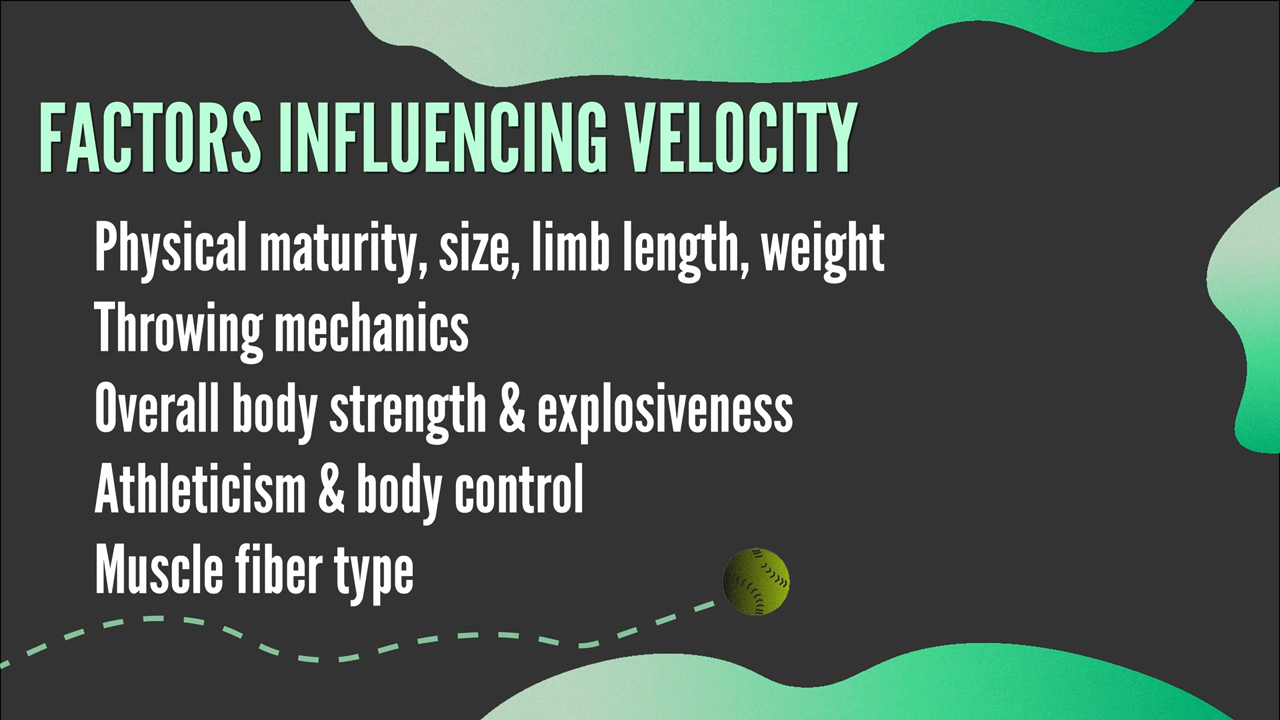 FACTORS INFLUENCING VELOCITY
Physical maturity, size, limb length, weight
Throwing mechanics
Overall body strength & explosiveness
Athleticism & body control
Muscle fiber type